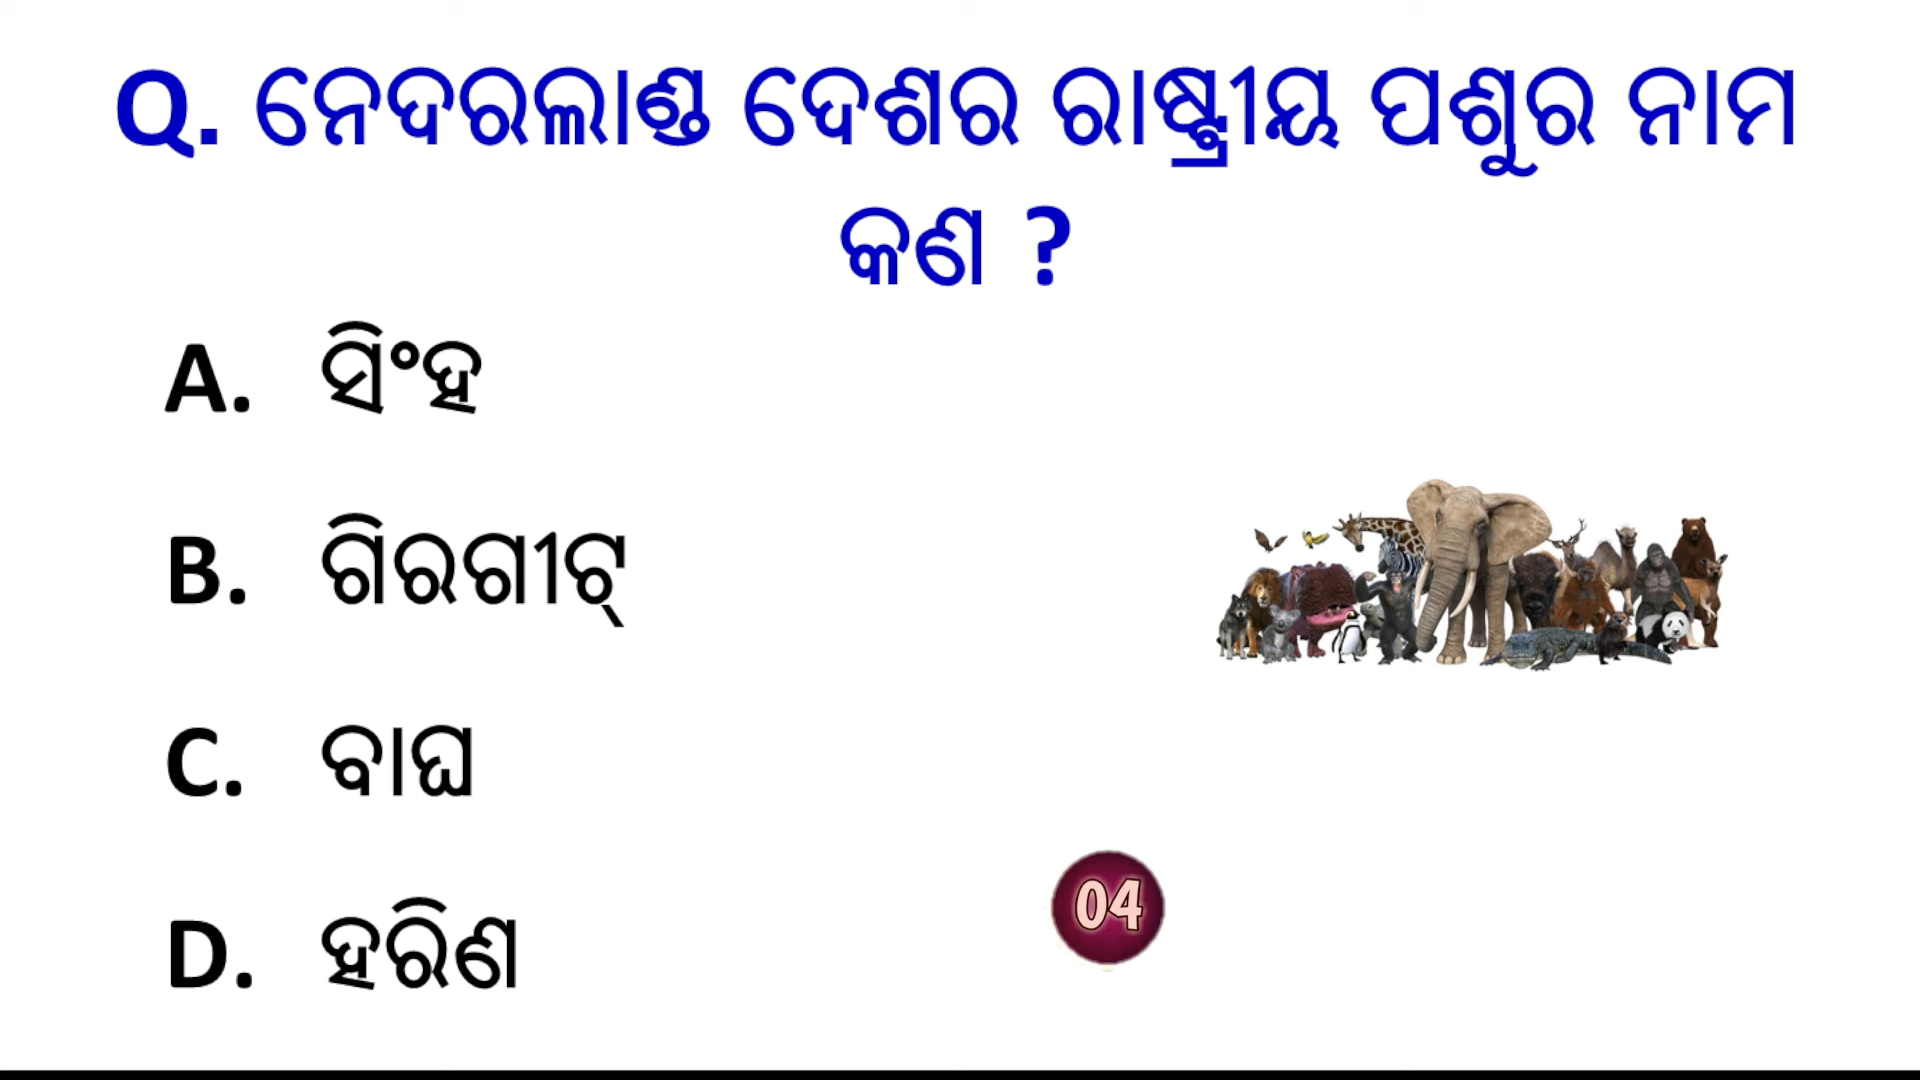 Q. ନେଦରଲାଣ୍ଡ ଦେଶର ରାଷ୍ଟ୍ରୀୟ ପଶୁର ନାମ
କଣ ?
A. ସିଂହ
B. ଗିରଗୀଟ୍
C. ବାଘ
D. ହରିଣ
04